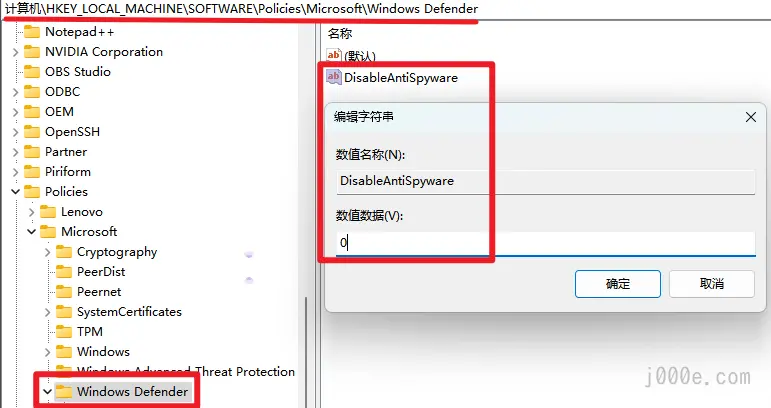 计算机\HKEY_LOCAL_MACHINE\SOFTWARE\Policies\Microsoft\Windows Defender
Notepad++
NVIDIA Corporation
OBS Studio
ODBC
OEM
OpenSSH
Partner
Piriform
Policies
Lenovo
Microsoft
Cryptography
PeerDist
Peernet
SystemCertificates
TPM
Windows
Windows Advanced Threat Protection
Windows Defender
名称
ab (默认)
ab DisableAntiSpyware
编辑字符串
数值名称(N):
DisableAntiSpyware
数值数据(V):
0
确定 取消
j000e.com